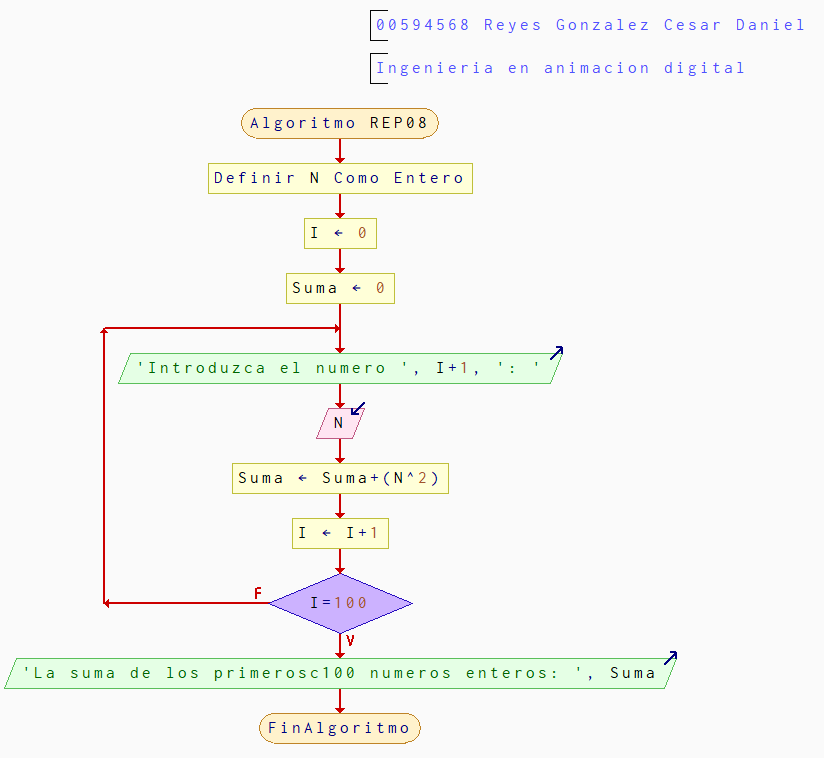 00594568 Reyes Gonzalez Cesar Daniel
Ingenieria en animacion digital
Algoritmo REP08
Definir N Como Entero
I ← 0
Suma ← 0
'Introduzca el numero ', I+1, ': '
N
Suma ← Suma+(N^2)
I ← I+1
F
I=100
V
'La suma de los primerosc100 numeros enteros: ', Suma
FinAlgoritmo